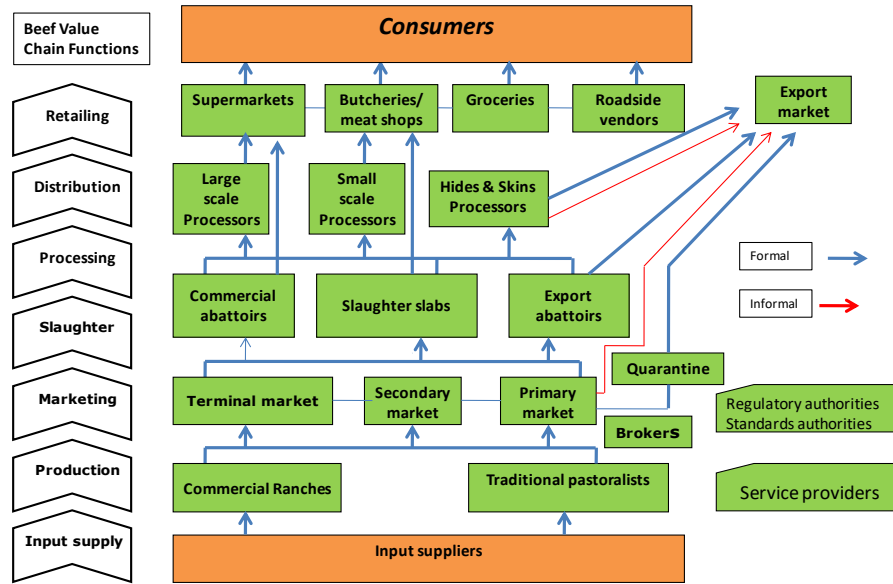 Beef Value
Chain Functions
Consumers
Retailing
Supermarkets
Butcheries/
meat shops
Groceries
Roadside
vendors
Export
market
Distribution
Large
scale
Processors
Small
scale
Processors
Hides & Skins
Processors
Processing
Formal
Informal
Slaughter
Commercial
abattoirs
Slaughter slabs
Export
abattoirs
Marketing
Terminal market
Secondary
market
Primary
market
Quarantine
Brokers
Regulatory authorities
Standards authorities
Production
Commercial Ranches
Traditional pastoralists
Service providers
Input supply
Input suppliers